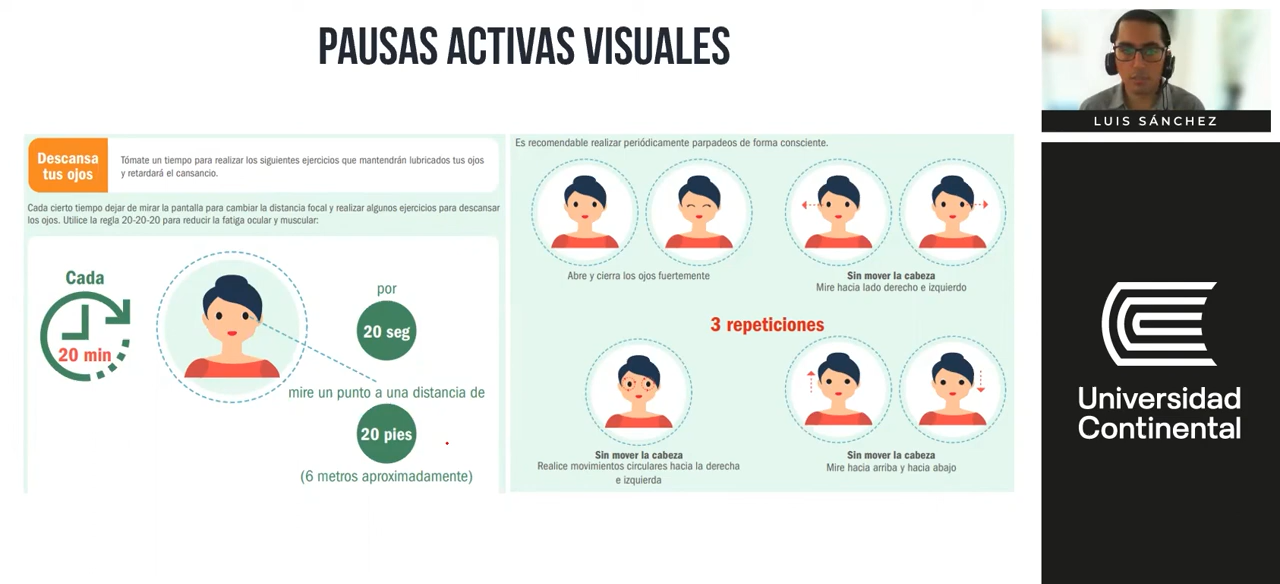 PAUSAS ACTIVAS VISUALES
Descansa
tus ojos
Tómate un tiempo para realizar los siguientes ejercicios que mantendrán lubricados tus ojos
y retardará el cansancio.
Cada cierto tiempo dejar de mirar la pantalla para cambiar la distancia focal y realizar algunos ejercicios para descansar
los ojos. Utilice la regla 20-20-20 para reducir la fatiga ocular y muscular:
Cada
20 min
por
20 seg
mire un punto a una distancia de
20 pies
(6 metros aproximadamente)
Es recomendable realizar periódicamente parpadeos de forma consciente.
Abre y cierra los ojos fuertemente
Sin mover la cabeza
Mire hacia lado derecho e izquierdo
3 repeticiones
Sin mover la cabeza
Realice movimientos circulares hacia la derecha
e izquierda
Sin mover la cabeza
Mire hacia arriba y hacia abajo
LUIS SÁNCHEZ
Universidad
Continental